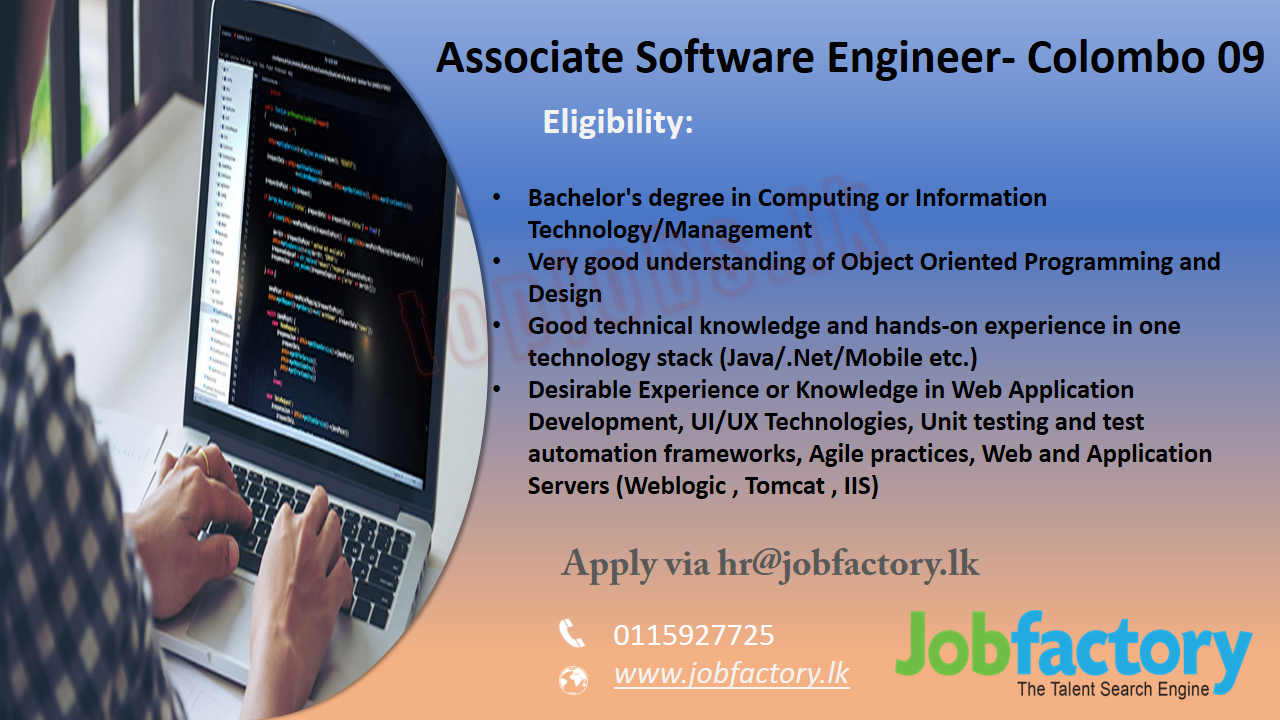 Associate Software Engineer- Colombo 09
Eligibility:
• Bachelor's degree in Computing or Information
Technology/Management
• Very good understanding of Object Oriented Programming and
Design
• Good technical knowledge and hands-on experience in one
technology stack (Java/.Net/Mobile etc.)
• Desirable Experience or Knowledge in Web Application
Development, UI/UX Technologies, Unit testing and test
automation frameworks, Agile practices, Web and Application
Servers (Weblogic , Tomcat , IIS)
topjobs.lk
Apply via hr@jobfactory.lk
0115927725
www.jobfactory.lk
Jobfactory
The Talent Search Engine